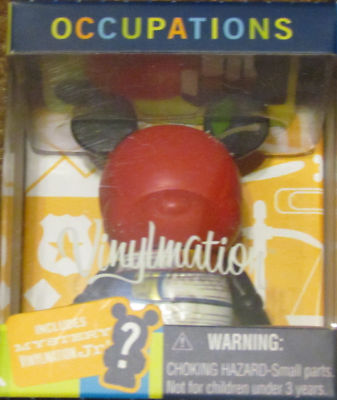 OCCUPATIONS
Vinylmation
INCLUDES
MYSTERY
VINYLMATION Jr.!
?
WARNING:
CHOKING HAZARD-Small parts.
Not for children under 3 years.